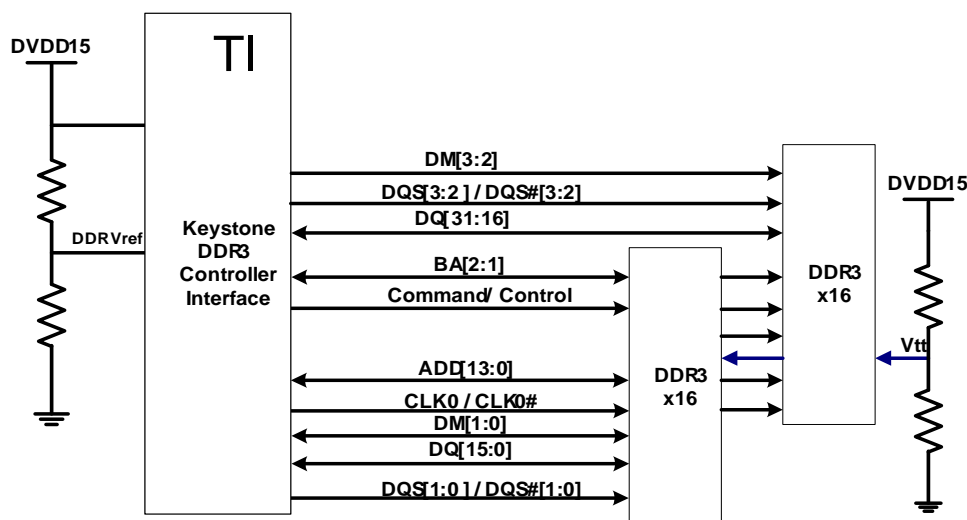 TI
DVDD15
DM[3:2]
DQS[3:2] / DQS#[3:2]
DQ[31:16]
DVDD15
DDRVref
Keystone
DDR3
Controller
Interface
BA[2:1]
Command/ Control
DDR3
x16
Vtt
ADD[13:0]
DDR3
x16
CLK0 / CLK0#
DM[1:0]
DQ[15:0]
DQS[1:0] / DQS#[1:0]